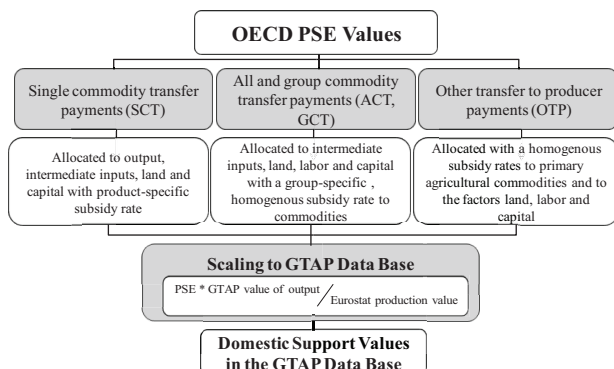 OECD PSE Values
Single commodity transfer
payments (SCT)
All and group commodity
transfer payments (ACT,
GCT)
Other transfer to producer
payments (OTP)
Allocated to output,
intermediate inputs, land and
capital with product-specific
subsidy rate
Allocated to intermediate
inputs, land, labor and capital
with a group-specific ,
homogenous subsidy rate to
commodities
Allocated with a homogenous
subsidy rates to primary
agricultural commodities and to
the factors land, labor and
capital
Scaling to GTAP Data Base
PSE * GTAP value of output / Eurostat production value
Domestic Support Values
in the GTAP Data Base